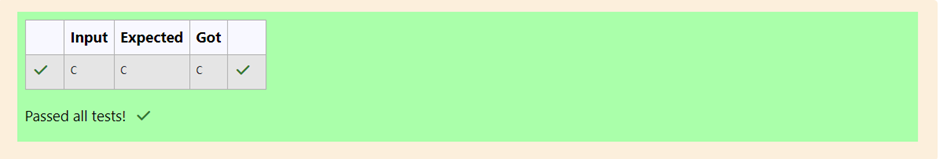 Input Expected Got
C C C
Passed all tests!